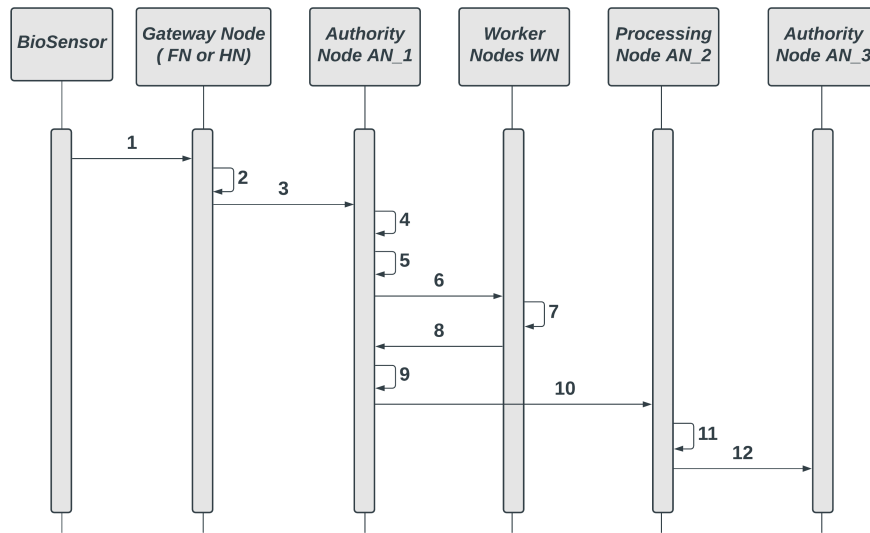 BioSensor
Gateway Node
( FN or HN)
Authority
Node AN_1
Worker
Nodes WN
Processing
Node AN_2
Authority
Node AN_3
1
2
3
4
5
6
7
8
9
10
11
12